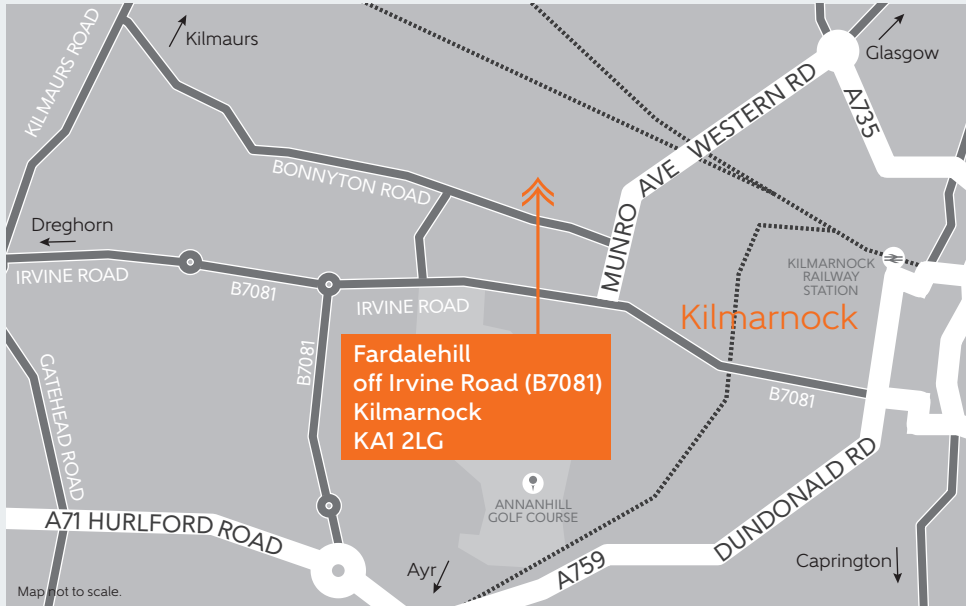 Kilmaurs
Glasgow
KILMAURS ROAD
WESTERN RD
A735
BONNYTON ROAD
MUNRO AVE
Dreghorn
IRVINE ROAD
B7081
IRVINE ROAD
KILMARNOCK
RAILWAY
STATION
Kilmarnock
B7081
Fardalehill
off Irvine Road (B7081)
Kilmarnock
KA1 2LG
B7081
GATEHEAD ROAD
DUNDONALD RD
ANNANHILL
GOLF COURSE
A71 HURLFORD ROAD
Ayr
A759
Caprington
Map not to scale.